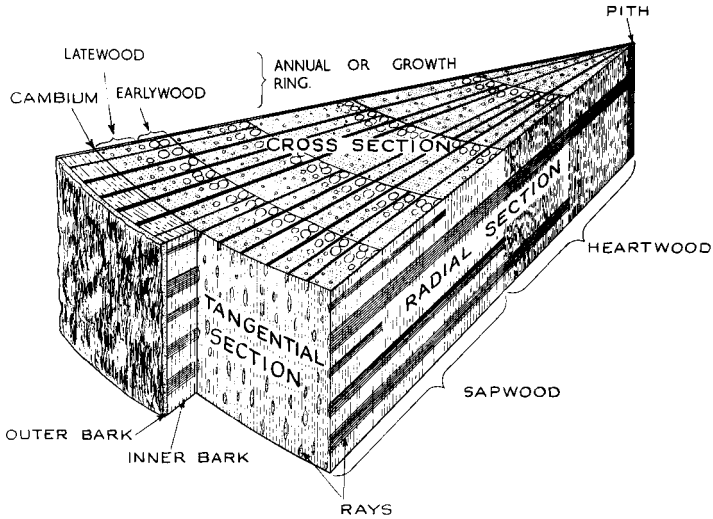 PITH
LATEWOOD
ANNUAL OR GROWTH
RING.
EARLYWOOD
CAMBIUM
CROSS SECTION
RADIAL SECTION
HEARTWOOD
TANGENTIAL
SECTION
SAPWOOD
OUTER BARK
INNER BARK
RAYS